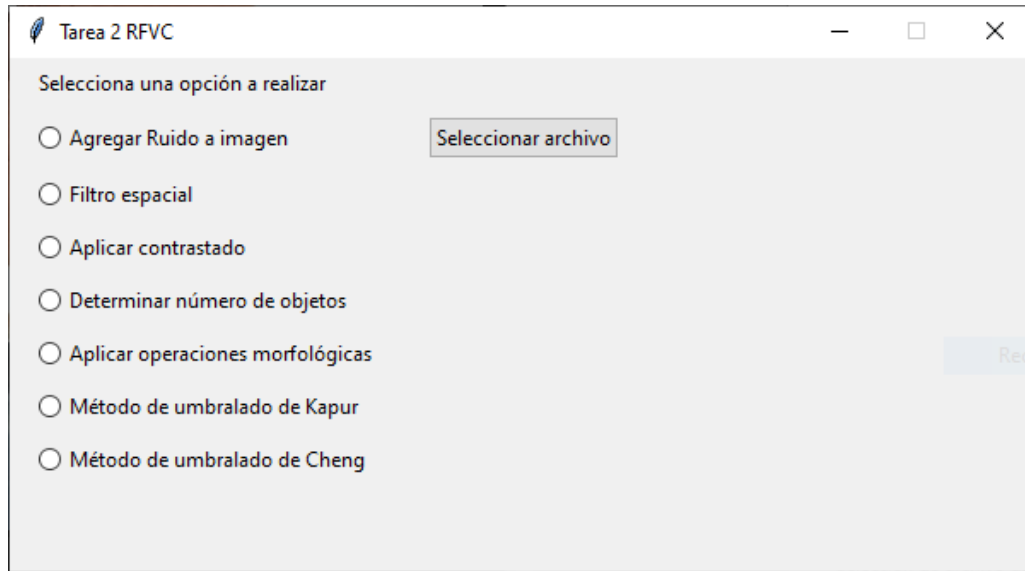 Tarea 2 RFVC
Selecciona una opción a realizar
Agregar Ruido a imagen Seleccionar archivo
Filtro espacial
Aplicar contrastado
Determinar número de objetos
Aplicar operaciones morfológicas
Método de umbralado de Kapur
Método de umbralado de Cheng